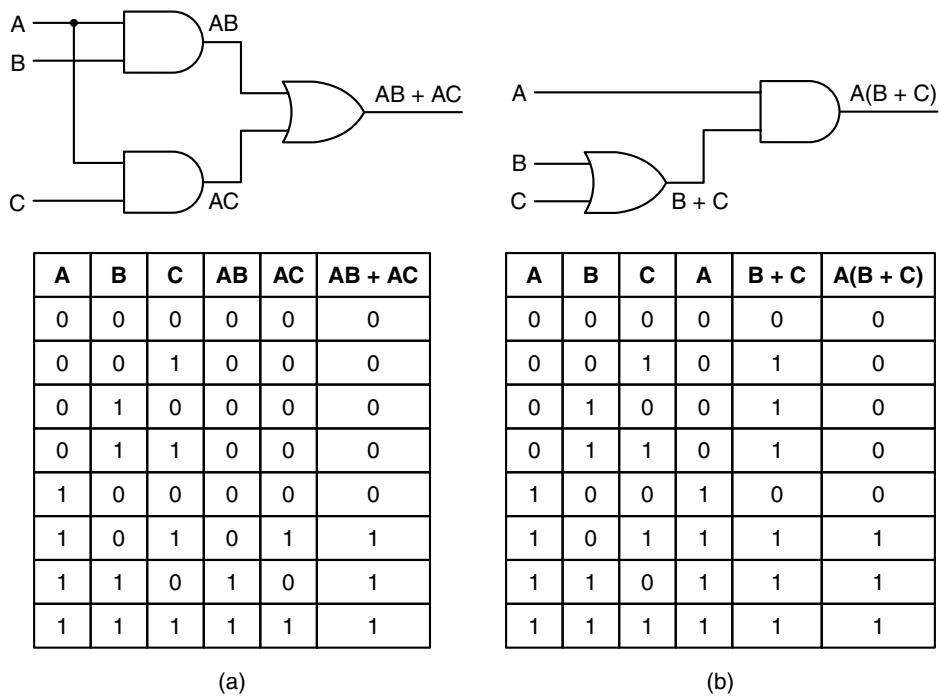 A
B
C
AB
AC
AB + AC
A
B
C
B + C
A(B + C)
A B C AB AC AB + AC
0 0 0 0 0 0
0 0 1 0 0 0
0 1 0 0 0 0
0 1 1 0 0 0
1 0 0 0 0 0
1 0 1 0 1 1
1 1 0 1 0 1
1 1 1 1 1 1
(a)
A B C A B + C A(B + C)
0 0 0 0 0 0
0 0 1 0 1 0
0 1 0 0 1 0
0 1 1 0 1 0
1 0 0 1 0 0
1 0 1 1 1 1
1 1 0 1 1 1
1 1 1 1 1 1
(b)